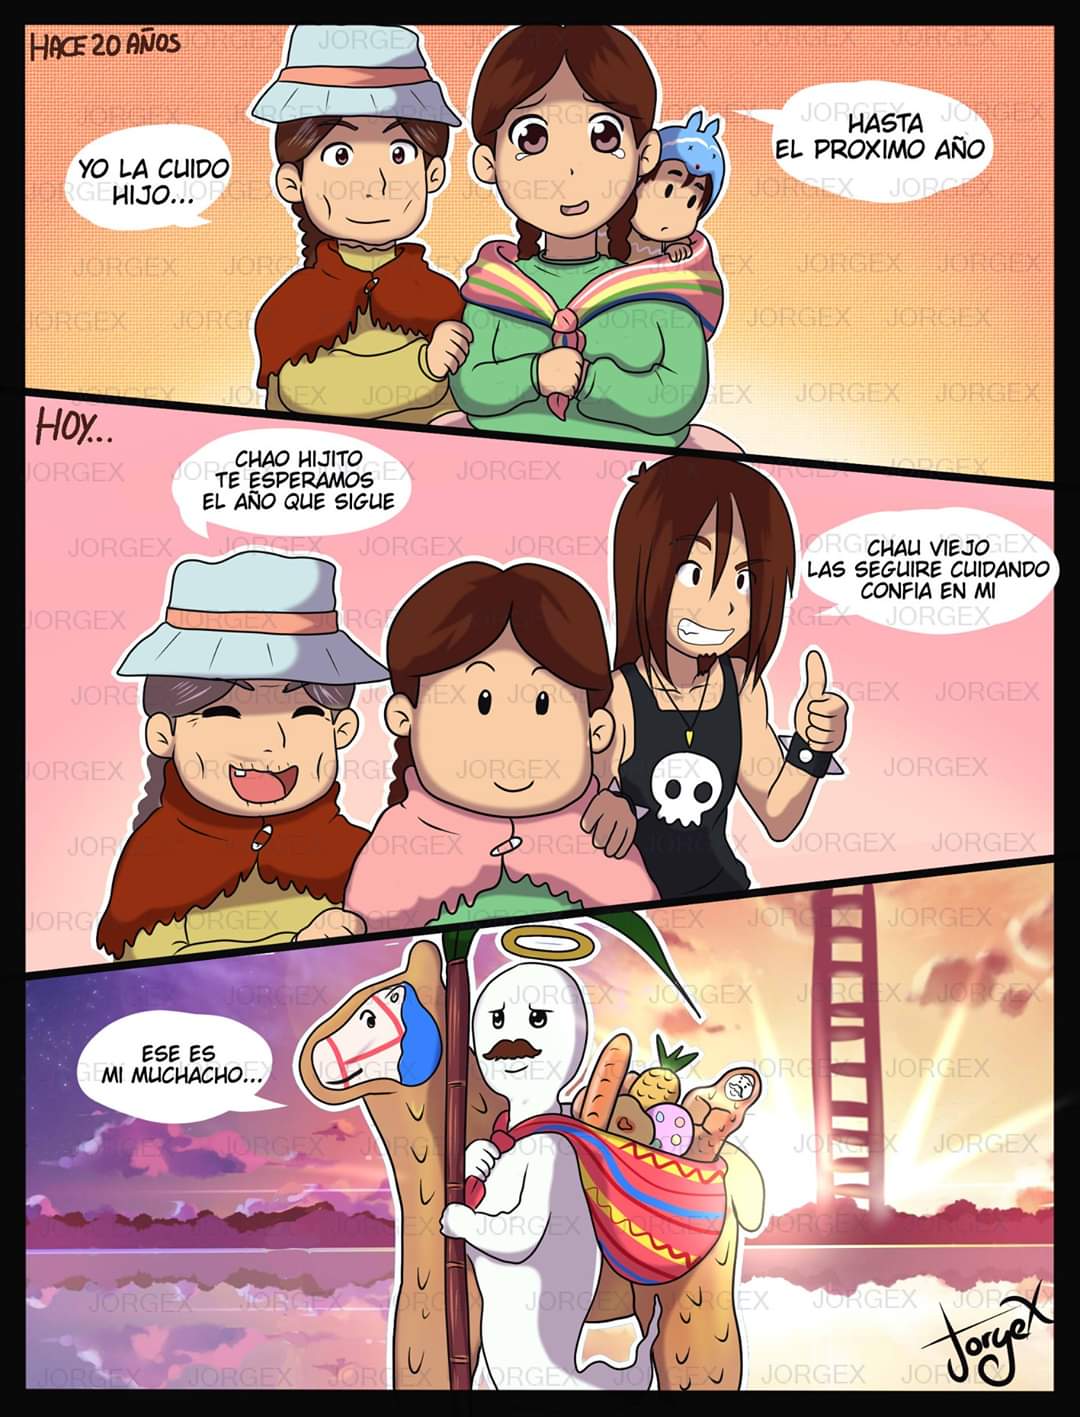 HACE 20 AÑOS
YO LA CUIDO
HIJO...
HASTA
EL PROXIMO AÑO
HOY...
CHAO HIJITO
TE ESPERAMOS
EL AÑO QUE SIGUE
CHAU VIEJO
LAS SEGUIRE CUIDANDO
CONFIA EN MI
ESE ES
MI MUCHACHO...
JorgeX
JORGEX